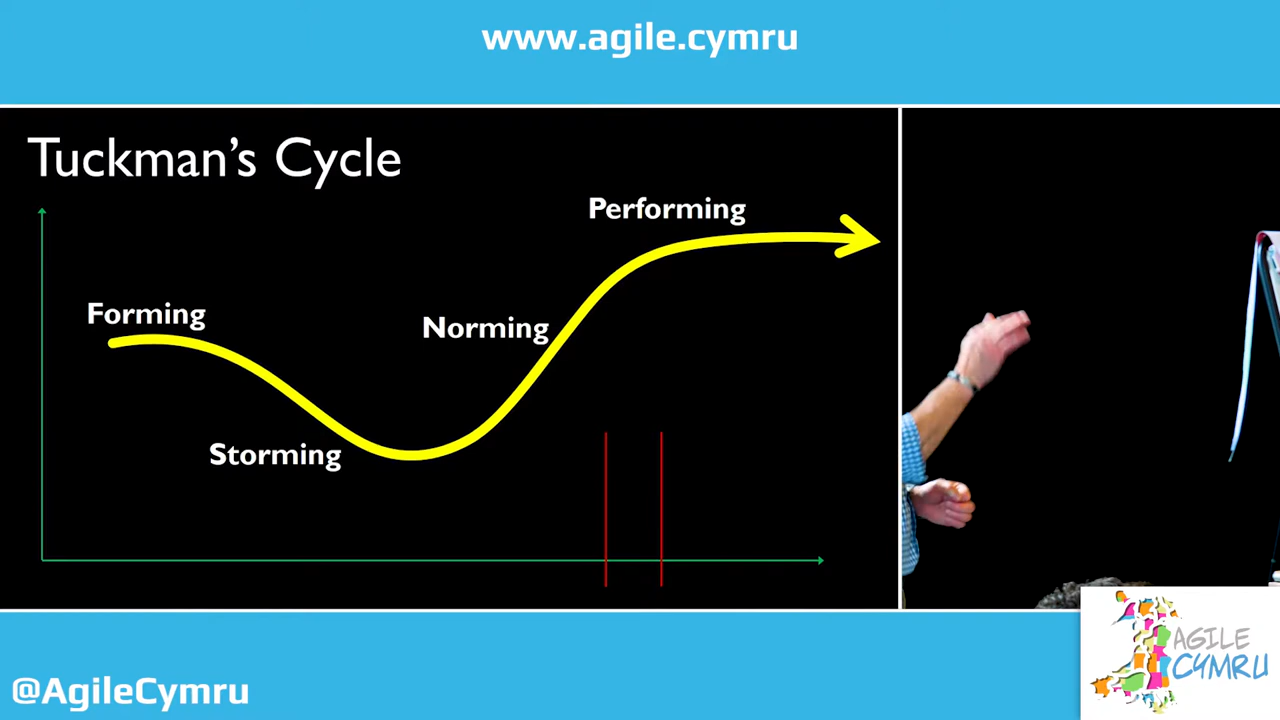 www.agile.cymru
Tuckman's Cycle
Performing
Forming
Norming
Storming
@AgileCymru
AGILE
CYMRU